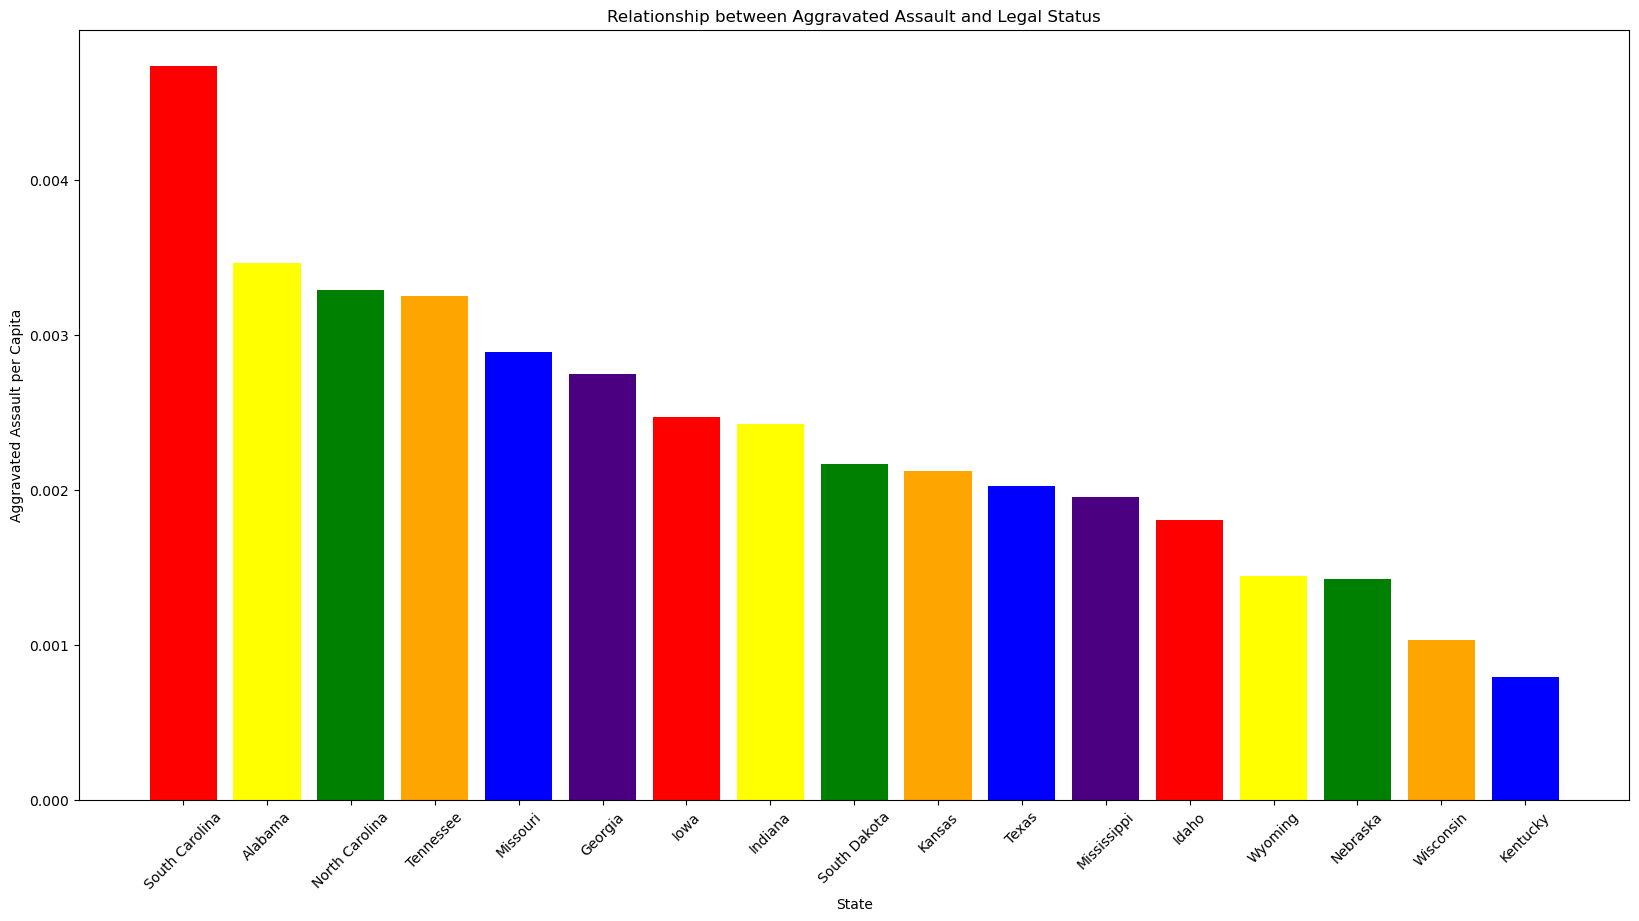 Relationship between Aggravated Assault and Legal Status
Aggravated Assault per Capita
0.004
0.003
0.002
0.001
0.000
South Carolina
Alabama
North Carolina
Tennessee
Missouri
Georgia
Iowa
Indiana
South Dakota
Kansas
Texas
Mississippi
Idaho
Wyoming
Nebraska
Wisconsin
Kentucky
State